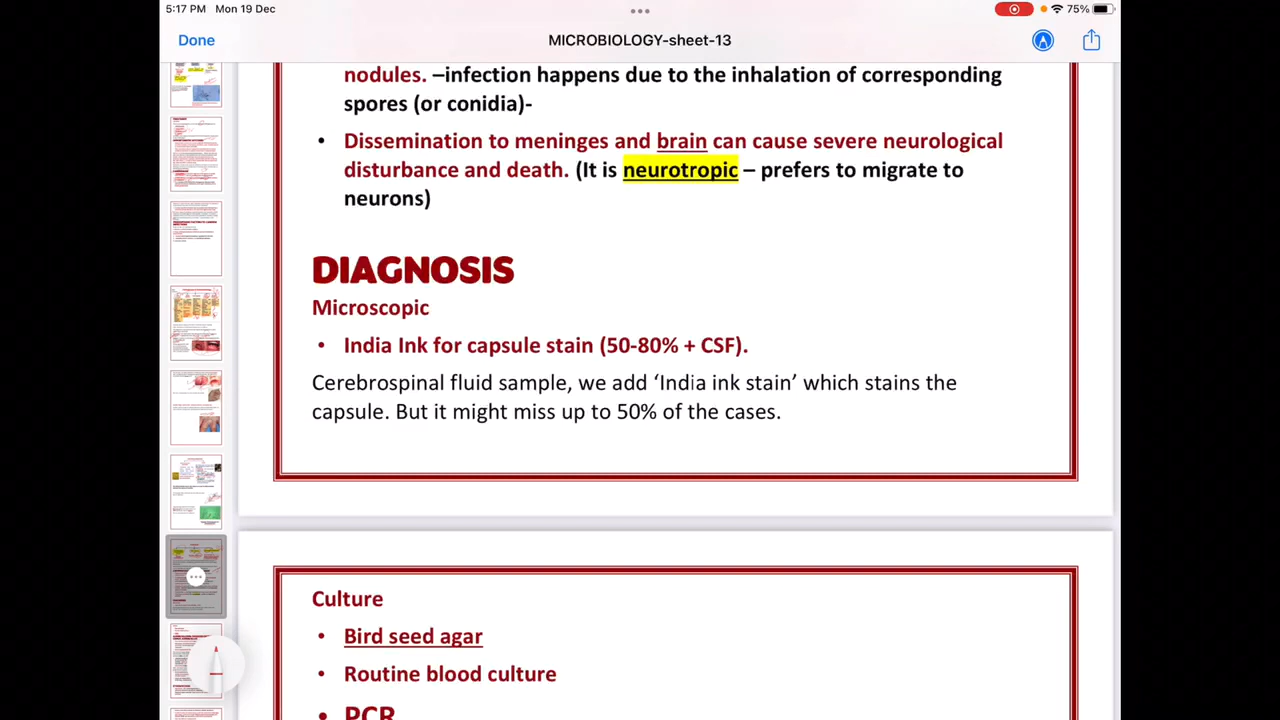 5:17 PM Mon 19 Dec
75%
Done
MICROBIOLOGY-sheet-13
nodules. –infection happens due to the inhalation of corresponding
spores (or conidia)-
• Dissemination to meninges and brain can cause severe neurological
disturbance and death. (It is neurotropic – prefers to migrate to
neurons)
DIAGNOSIS
Microscopic
• India Ink for capsule stain (50-80% + CSF).
Cerebrospinal fluid sample, we add ‘India ink stain’ which stains the
capsule. But it might miss up to 50% of the cases.
Culture
• Bird seed agar
• Routine blood culture
• PCR